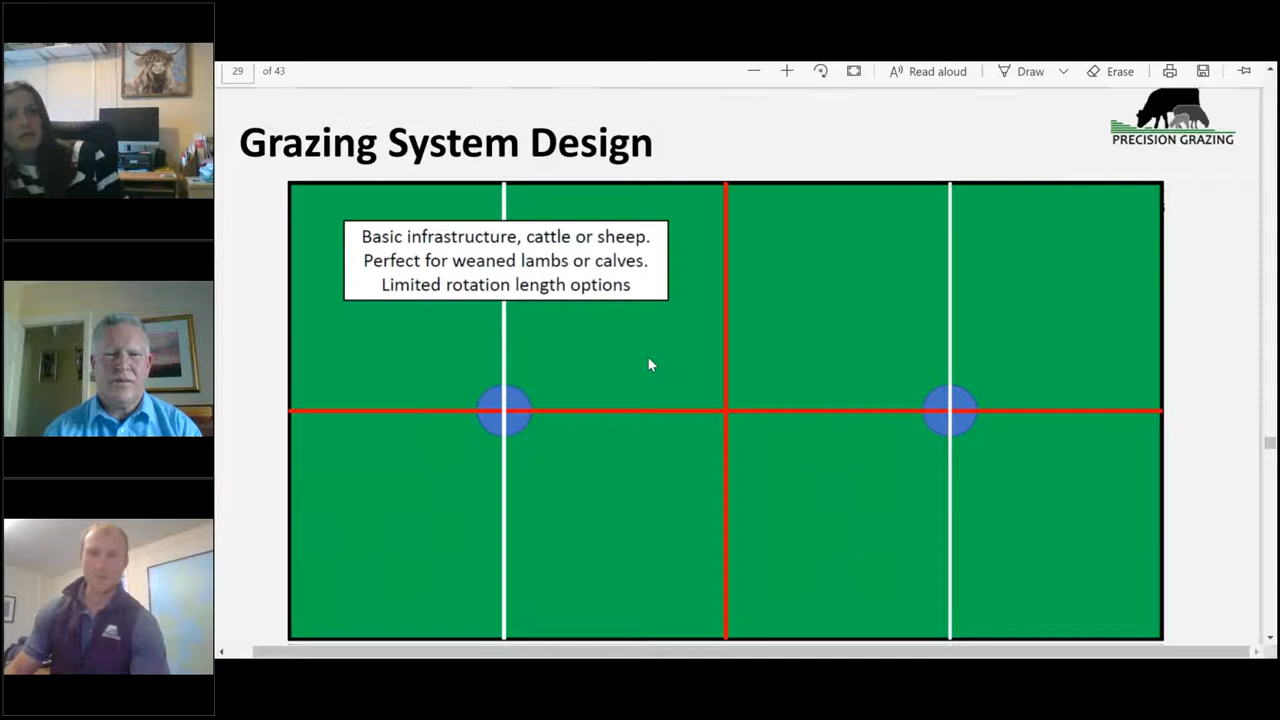 29 of 43
Read aloud
Draw
Erase
Grazing System Design
PRECISION GRAZING
Basic infrastructure, cattle or sheep.
Perfect for weaned lambs or calves.
Limited rotation length options